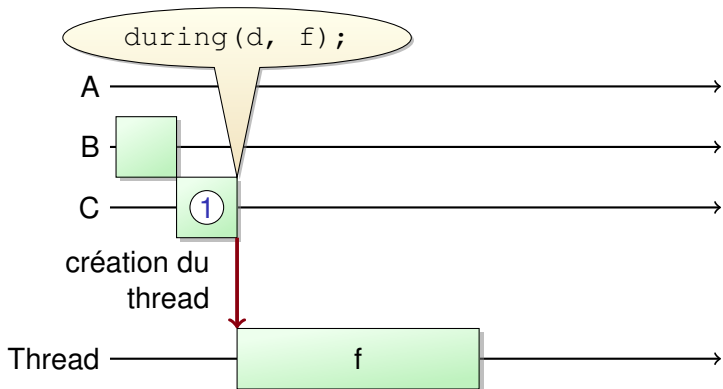 during(d, f);
A
B
C
1
création du
thread
Thread
f